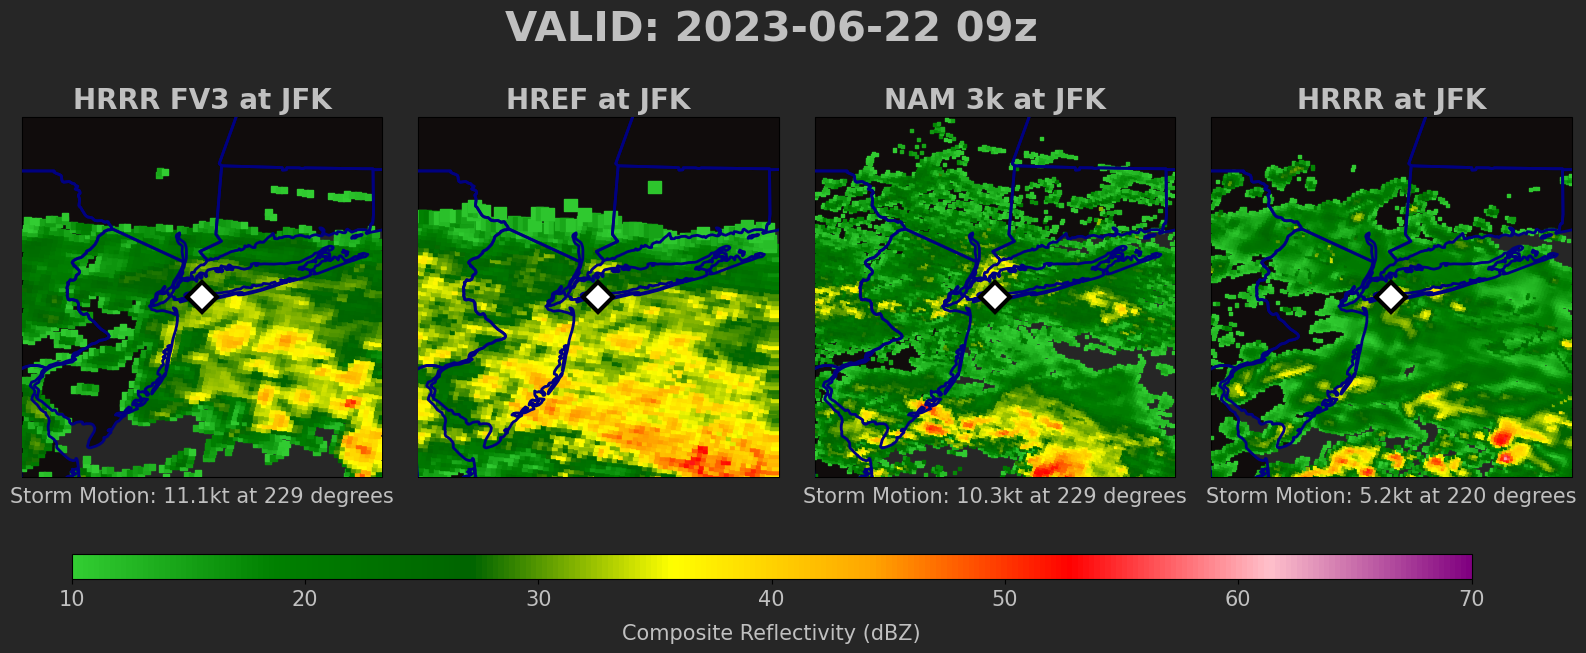 VALID: 2023-06-22 09z
HRRR FV3 at JFK
HREF at JFK
NAM 3k at JFK
HRRR at JFK
Storm Motion: 11.1kt at 229 degrees
Storm Motion: 10.3kt at 229 degrees
Storm Motion: 5.2kt at 220 degrees
10 20 30 40 50 60 70
Composite Reflectivity (dBZ)